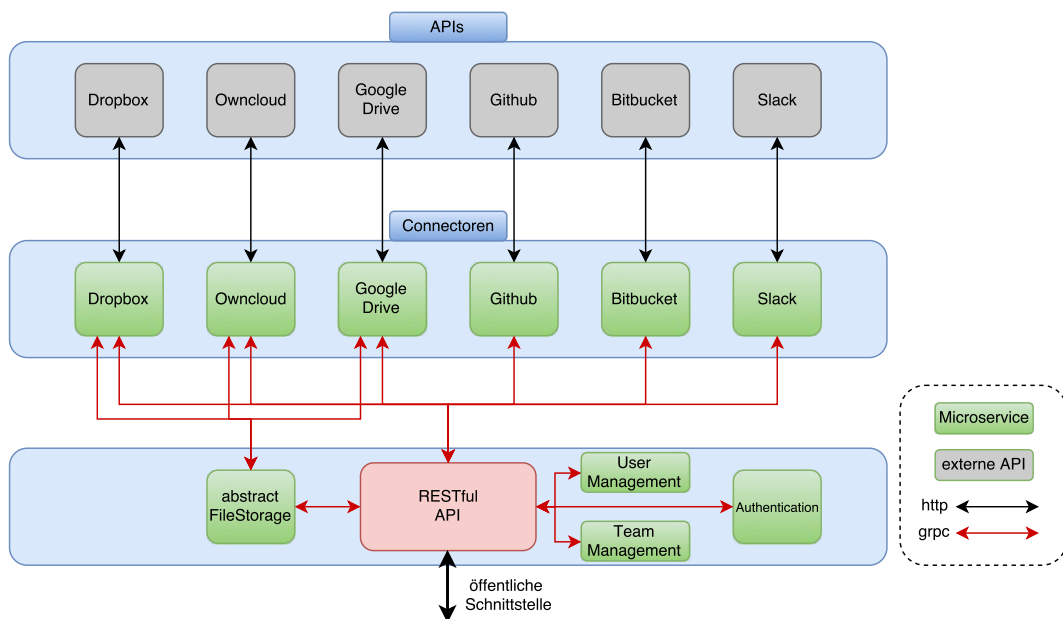 APIs
Dropbox
Owncloud
Google
Drive
Github
Bitbucket
Slack
Connectoren
Dropbox
Owncloud
Google
Drive
Github
Bitbucket
Slack
abstract
FileStorage
RESTful
API
User
Management
Team
Management
Authentication
öffentliche
Schnittstelle
Microservice
externe API
http
grpc